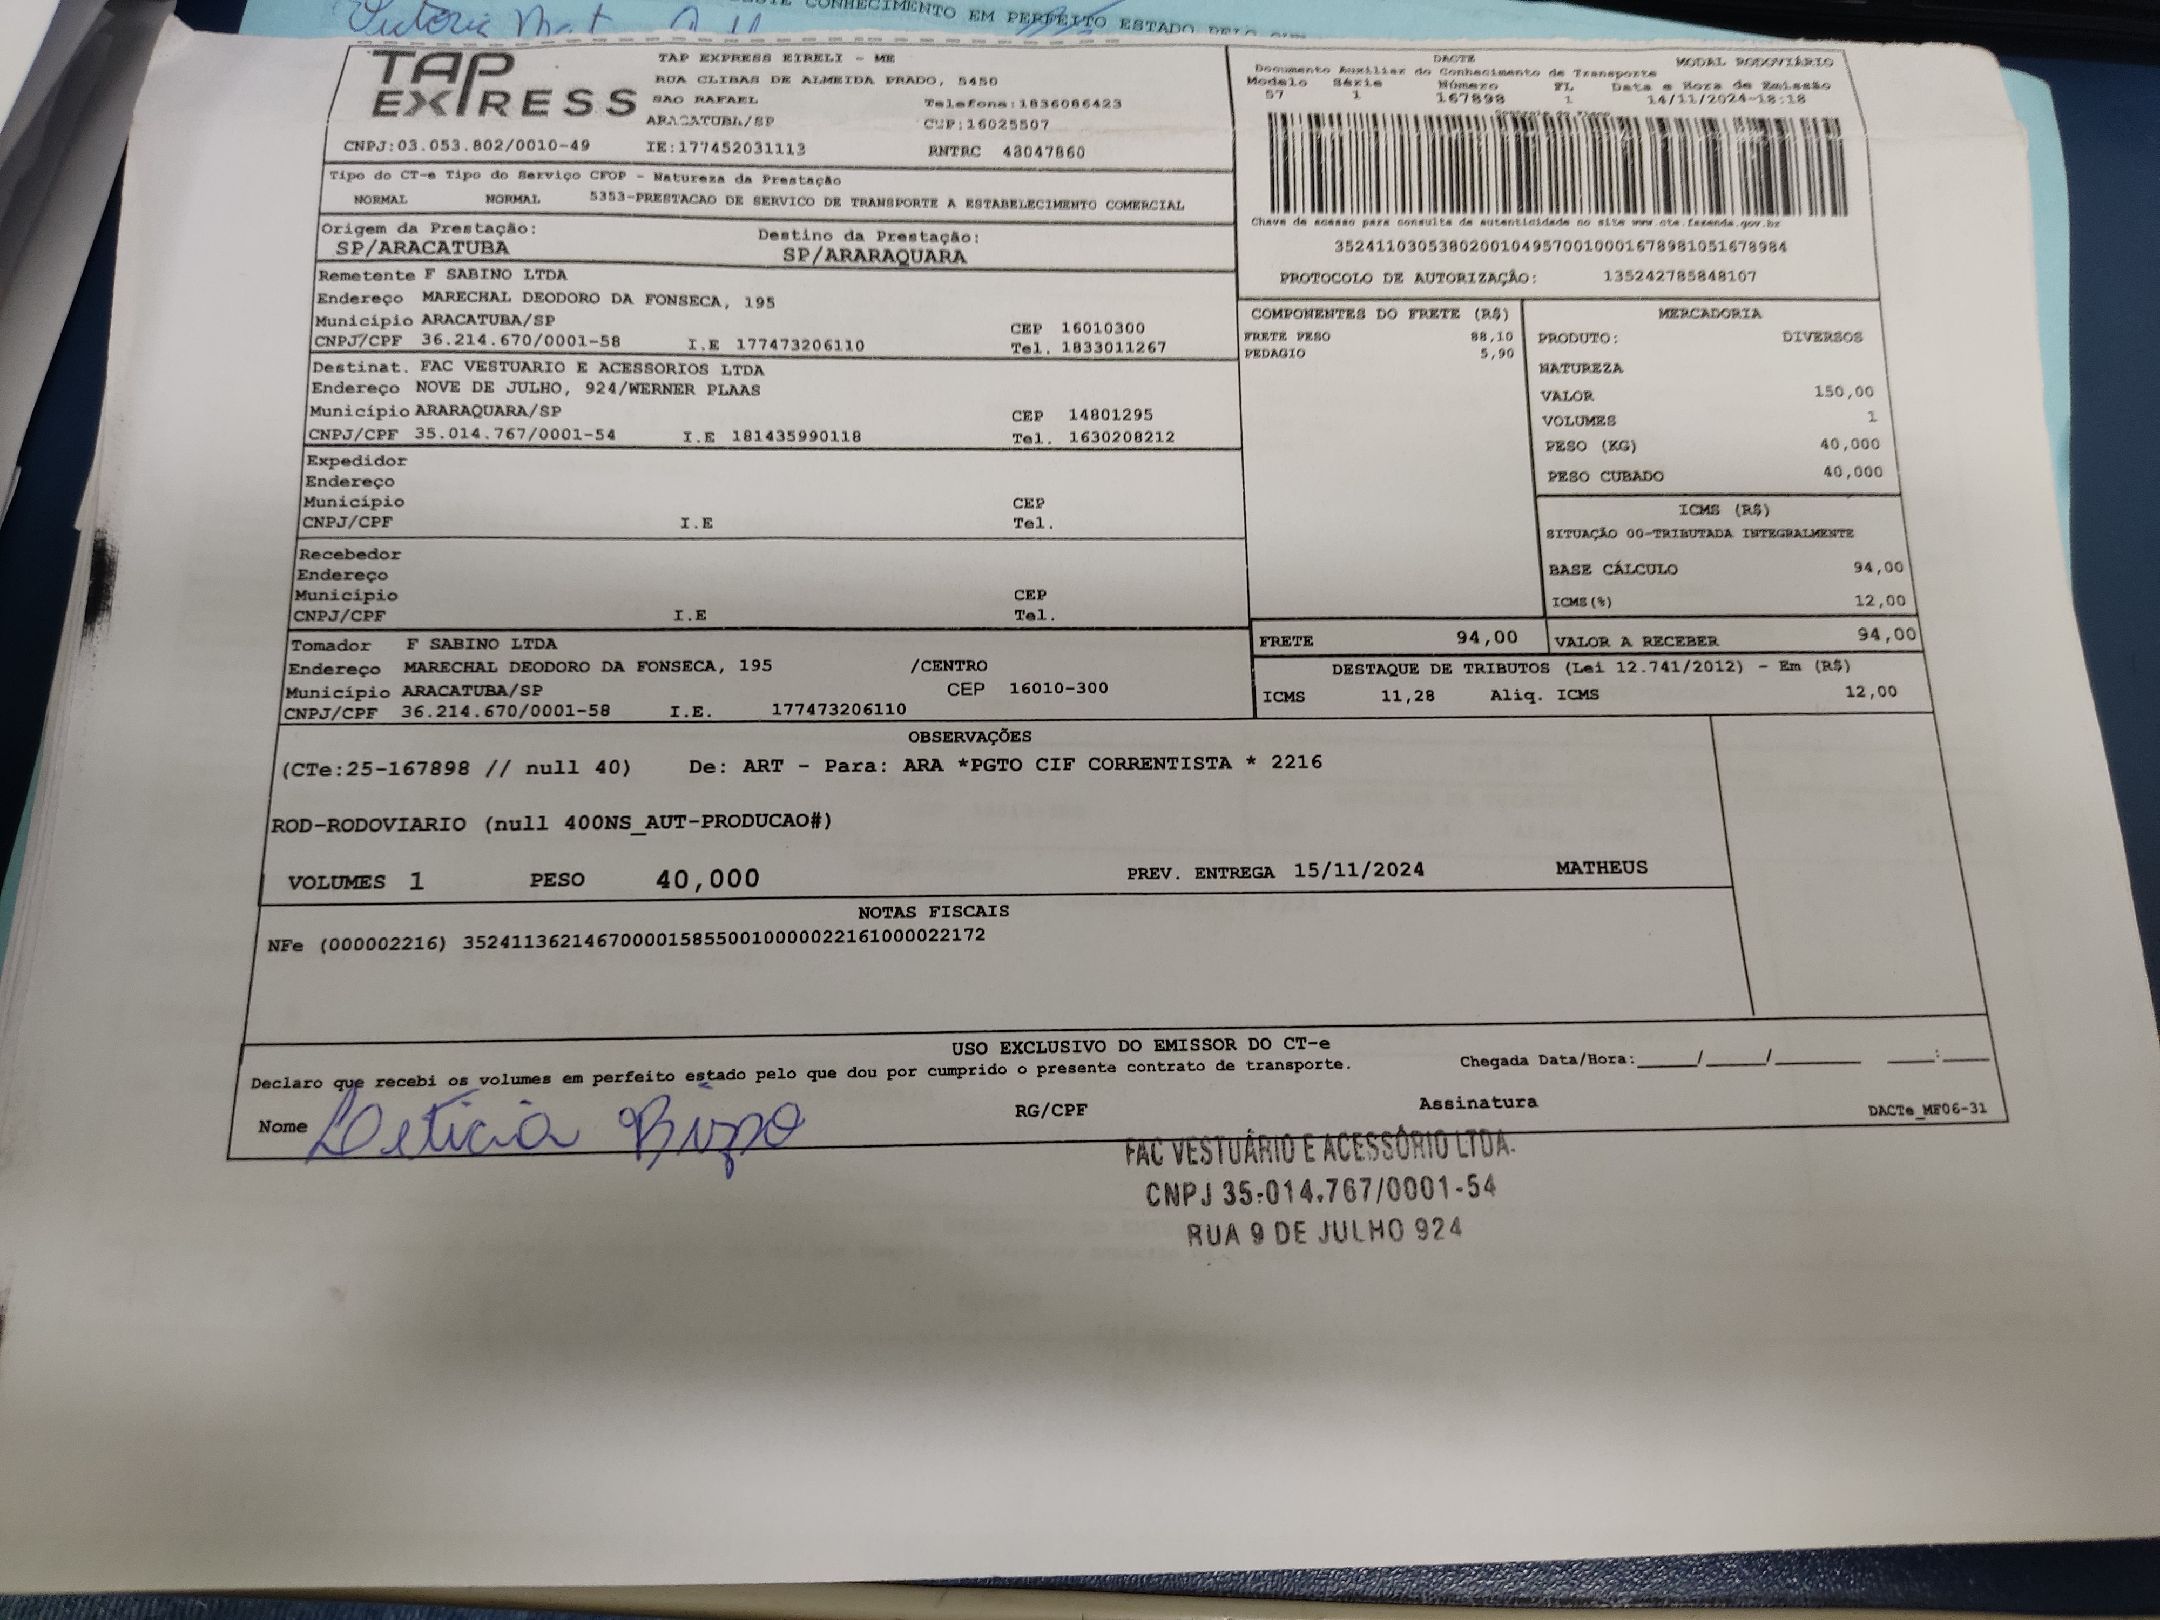 ESTE CONHECIMENTO EM PERFEITO ESTADO PELO QUE
TAP EXPRESS
TAP EXPRESS EIRELI - ME
RUA CLIBAS DE ALMEIDA PRADO, 5450
SAO RAFAEL Telefone:1836086423
ARACATUBA/SP CEP:16025507
CNPJ:03.053.802/0010-49 IE:177452031113 RNTRC 48047860
DACTE MODAL RODOVIÁRIO
Documento Auxiliar do Conhecimento de Transporte
Modelo Série Número FL Data e Hora de Emissão
57 1 167898 1 14/11/2024-18:18
Chave de acesso para consulta de autenticidade no site www.cte.fazenda.gov.br
35241103053802001049570010001678981051678984
PROTOCOLO DE AUTORIZAÇÃO: 135242785848107
Tipo do CT-e Tipo do Serviço CFOP - Natureza da Prestação
NORMAL NORMAL 5353-PRESTACAO DE SERVICO DE TRANSPORTE A ESTABELECIMENTO COMERCIAL
Origem da Prestação: Destino da Prestação:
SP/ARACATUBA SP/ARARAQUARA
Remetente F SABINO LTDA
Endereço MARECHAL DEODORO DA FONSECA, 195
Município ARACATUBA/SP CEP 16010300
CNPJ/CPF 36.214.670/0001-58 I.E 177473206110 Tel. 1833011267
Destinat. FAC VESTUARIO E ACESSORIOS LTDA
Endereço NOVE DE JULHO, 924/WERNER PLAAS
Município ARARAQUARA/SP CEP 14801295
CNPJ/CPF 35.014.767/0001-54 I.E 181435990118 Tel. 1630208212
Expedidor
Endereço
Município CEP
CNPJ/CPF I.E Tel.
Recebedor
Endereço
Município CEP
CNPJ/CPF I.E Tel.
Tomador F SABINO LTDA
Endereço MARECHAL DEODORO DA FONSECA, 195 /CENTRO
Município ARACATUBA/SP CEP 16010-300
CNPJ/CPF 36.214.670/0001-58 I.E. 177473206110
COMPONENTES DO FRETE (R$)
FRETE PESO 88,10
PEDAGIO 5,90
MERCADORIA
PRODUTO: DIVERSOS
NATUREZA
VALOR 150,00
VOLUMES 1
PESO (KG) 40,000
PESO CUBADO 40,000
ICMS (R$)
SITUAÇÃO 00-TRIBUTADA INTEGRALMENTE
BASE CÁLCULO 94,00
ICMS(%) 12,00
FRETE 94,00 VALOR A RECEBER 94,00
DESTAQUE DE TRIBUTOS (Lei 12.741/2012) - Em (R$)
ICMS 11,28 Aliq. ICMS 12,00
OBSERVAÇÕES
(CTe:25-167898 // null 40) De: ART - Para: ARA *PGTO CIF CORRENTISTA * 2216
ROD-RODOVIARIO (null 400NS_AUT-PRODUCAO#)
VOLUMES 1 PESO 40,000 PREV. ENTREGA 15/11/2024 MATHEUS
NOTAS FISCAIS
NFe (000002216) 35241136214670000158550010000022161000022172
USO EXCLUSIVO DO EMISSOR DO CT-e
Declaro que recebi os volumes em perfeito estado pelo que dou por cumprido o presente contrato de transporte. Chegada Data/Hora:____/____/______ ___:___
Nome Leticia RG/CPF Assinatura DACTe_MF06-31
FAC VESTUÁRIO E ACESSÓRIO LTDA.
CNPJ 35.014.767/0001-54
RUA 9 DE JULHO 924